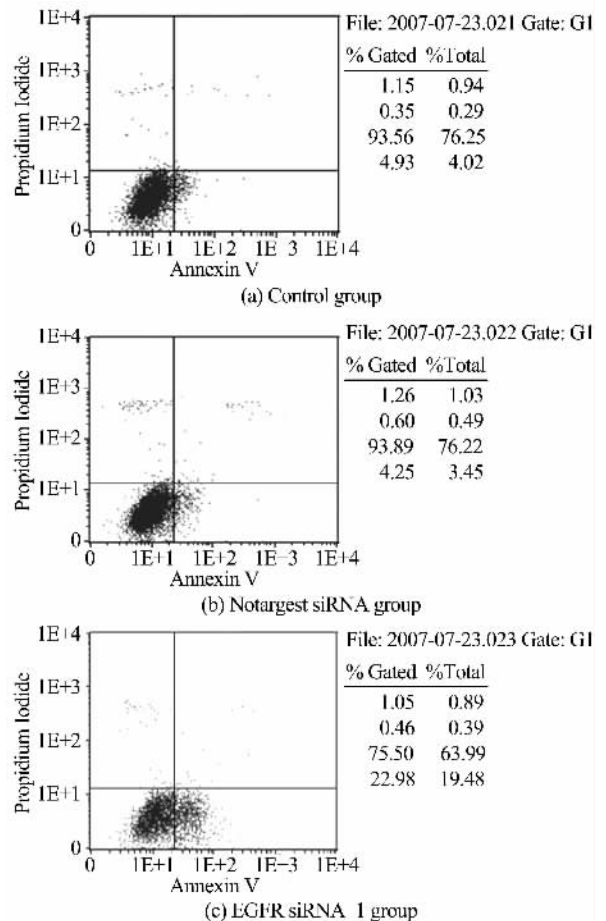 File: 2007-07-23.021 Gate: G1
% Gated %Total
1.15 0.94
0.35 0.29
93.56 76.25
4.93 4.02
Propidium Iodide
1E+4
1E+3
1E+2
1E+1
0
0 1E+1 1E+2 1E 3 1E+4
Annexin V
(a) Control group
File: 2007-07-23.022 Gate: G1
% Gated %Total
1.26 1.03
0.60 0.49
93.89 76.22
4.25 3.45
Propidium Iodide
1E+4
1E+3
1E+2
1E+1
0
0 1E+1 1E+2 1E-3 1E+4
Annexin V
(b) Notargest siRNA group
File: 2007-07-23.023 Gate: G1
% Gated %Total
1.05 0.89
0.46 0.39
75.50 63.99
22.98 19.48
Propidium Iodide
1E+4
1E+3
1E+2
1E+1
0
0 1E+1 1E+2 1E-3 1E+4
Annexin V
(c) EGFR siRNA 1 group